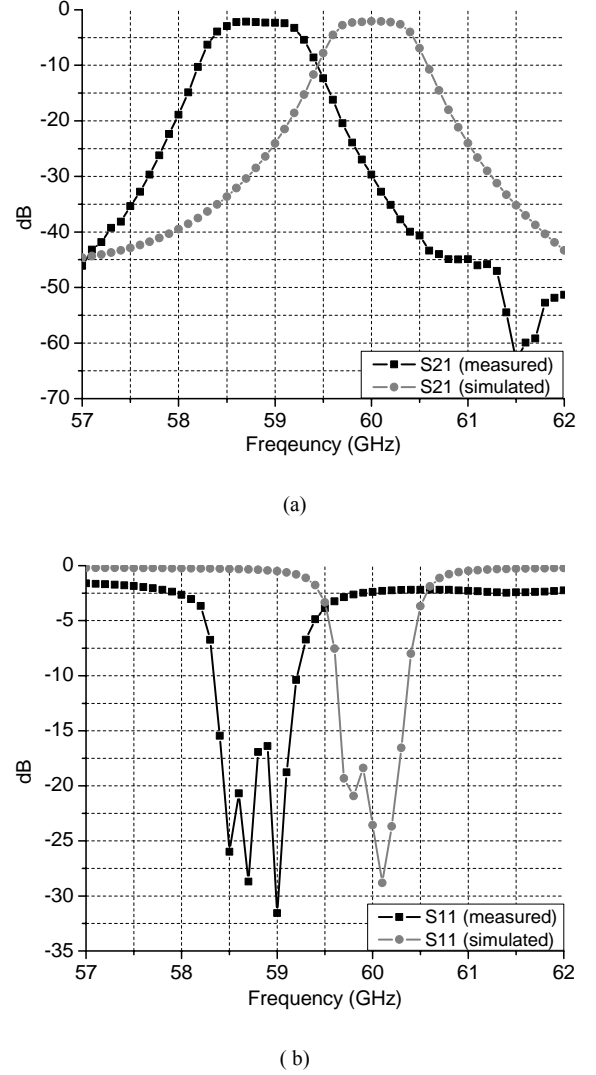 0
-10
-20
-30
-40
-50
-60
-70
dB
S21 (measured)
S21 (simulated)
57 58 59 60 61 62
Freqeuncy (GHz)
(a)
0
-5
-10
-15
-20
-25
-30
-35
dB
S11 (measured)
S11 (simulated)
57 58 59 60 61 62
Frequency (GHz)
( b)